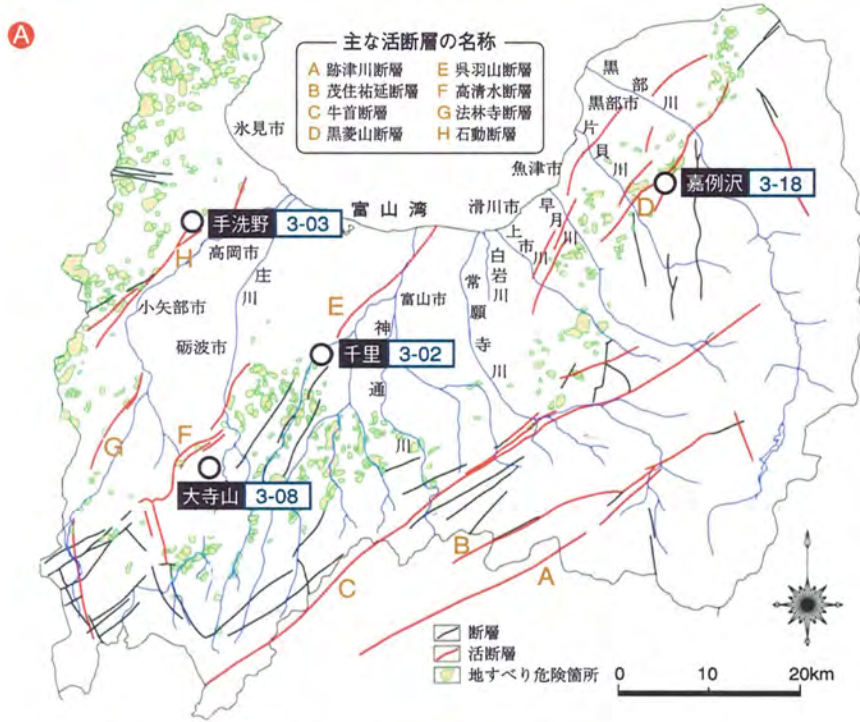 A
主な活断層の名称
A 跡津川断層
B 茂住祐延断層
C 牛首断層
D 黒菱山断層
E 呉羽山断層
F 高清水断層
G 法林寺断層
H 石動断層
黒部川
黒部市
片貝川
氷見市
魚津市
嘉例沢 3-18
D
滑川市
早月川
富山湾
上市川
手洗野 3-03
高岡市
H
庄川
白岩川
常願寺川
E
富山市
小矢部市
神通川
砺波市
千里 3-02
F
G
大寺山 3-08
B
A
C
断層
活断層
地すべり危険箇所
0 10 20km